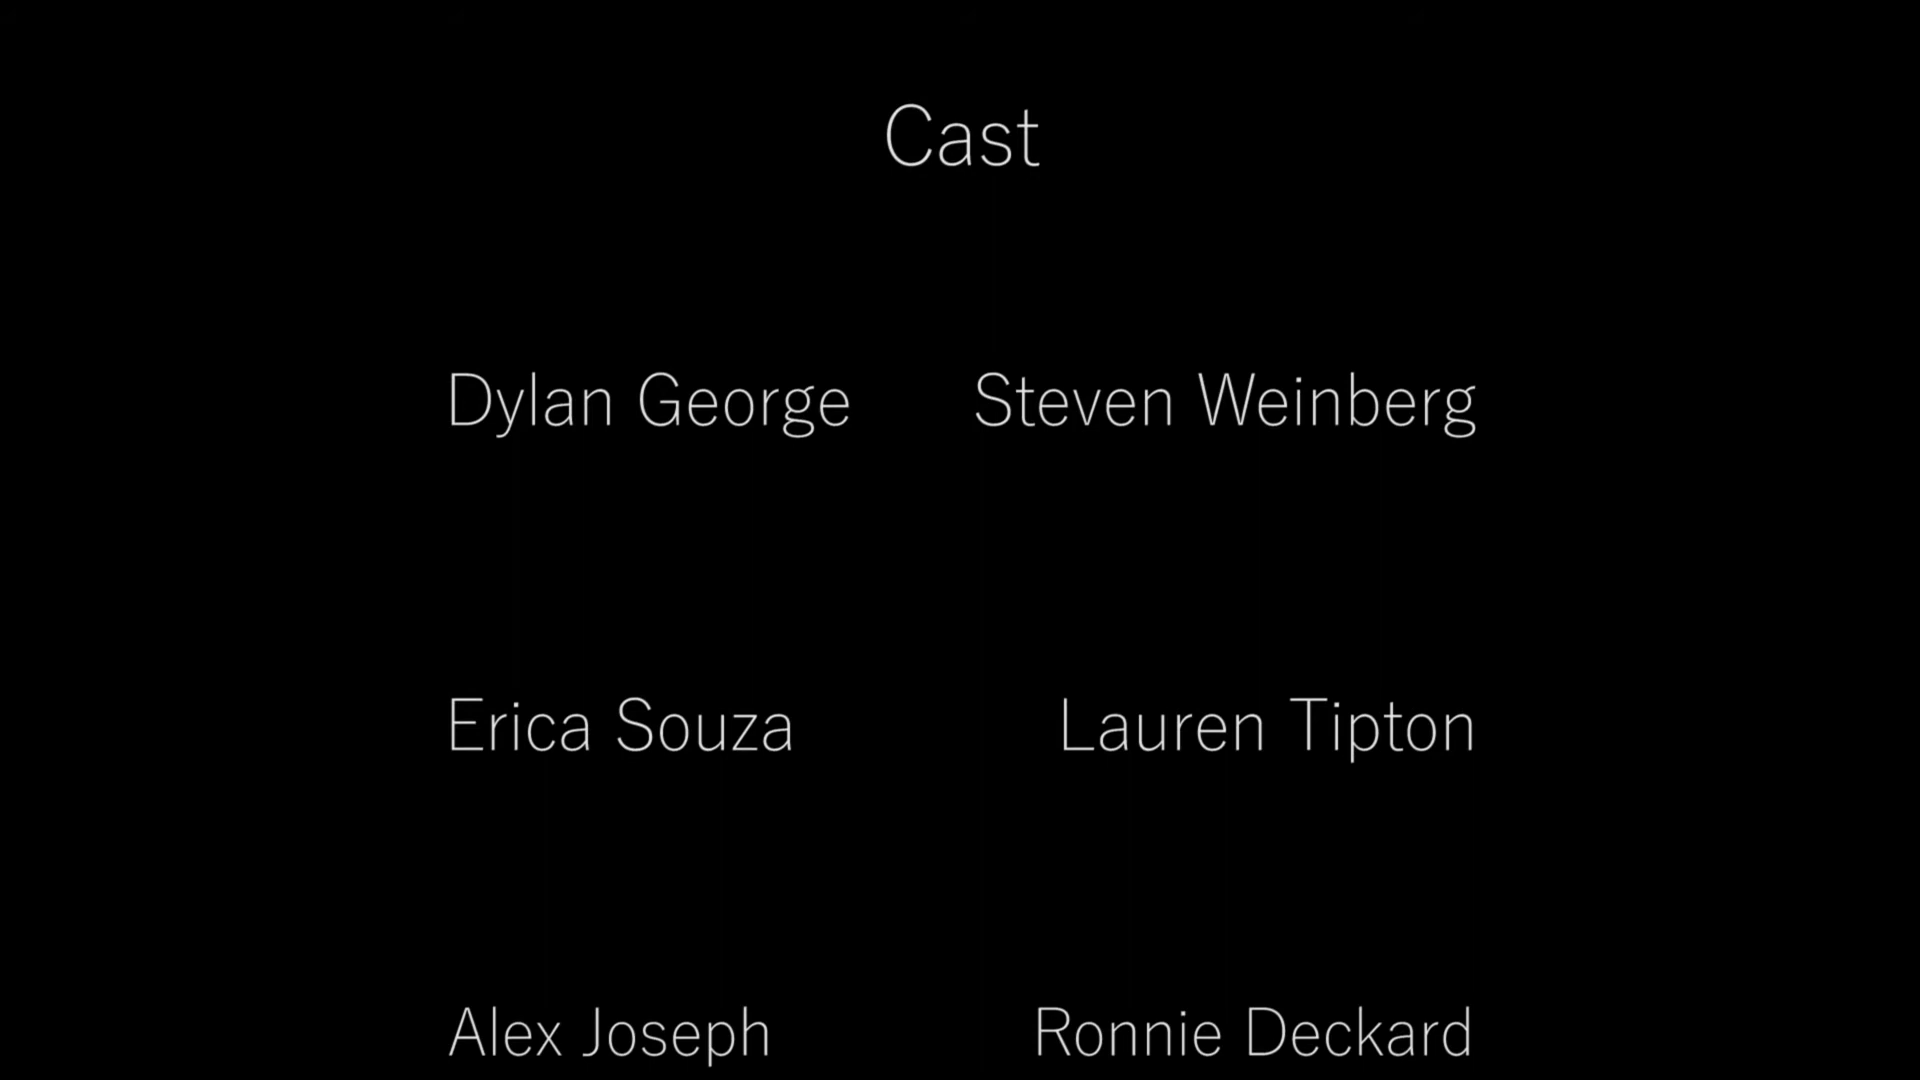 Cast
Dylan George Steven Weinberg
Erica Souza Lauren Tipton
Alex Joseph Ronnie Deckard